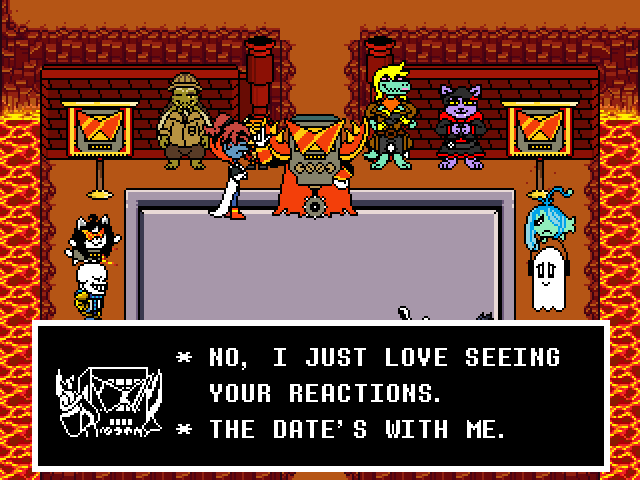 * NO, I JUST LOVE SEEING
YOUR REACTIONS.
* THE DATE'S WITH ME.